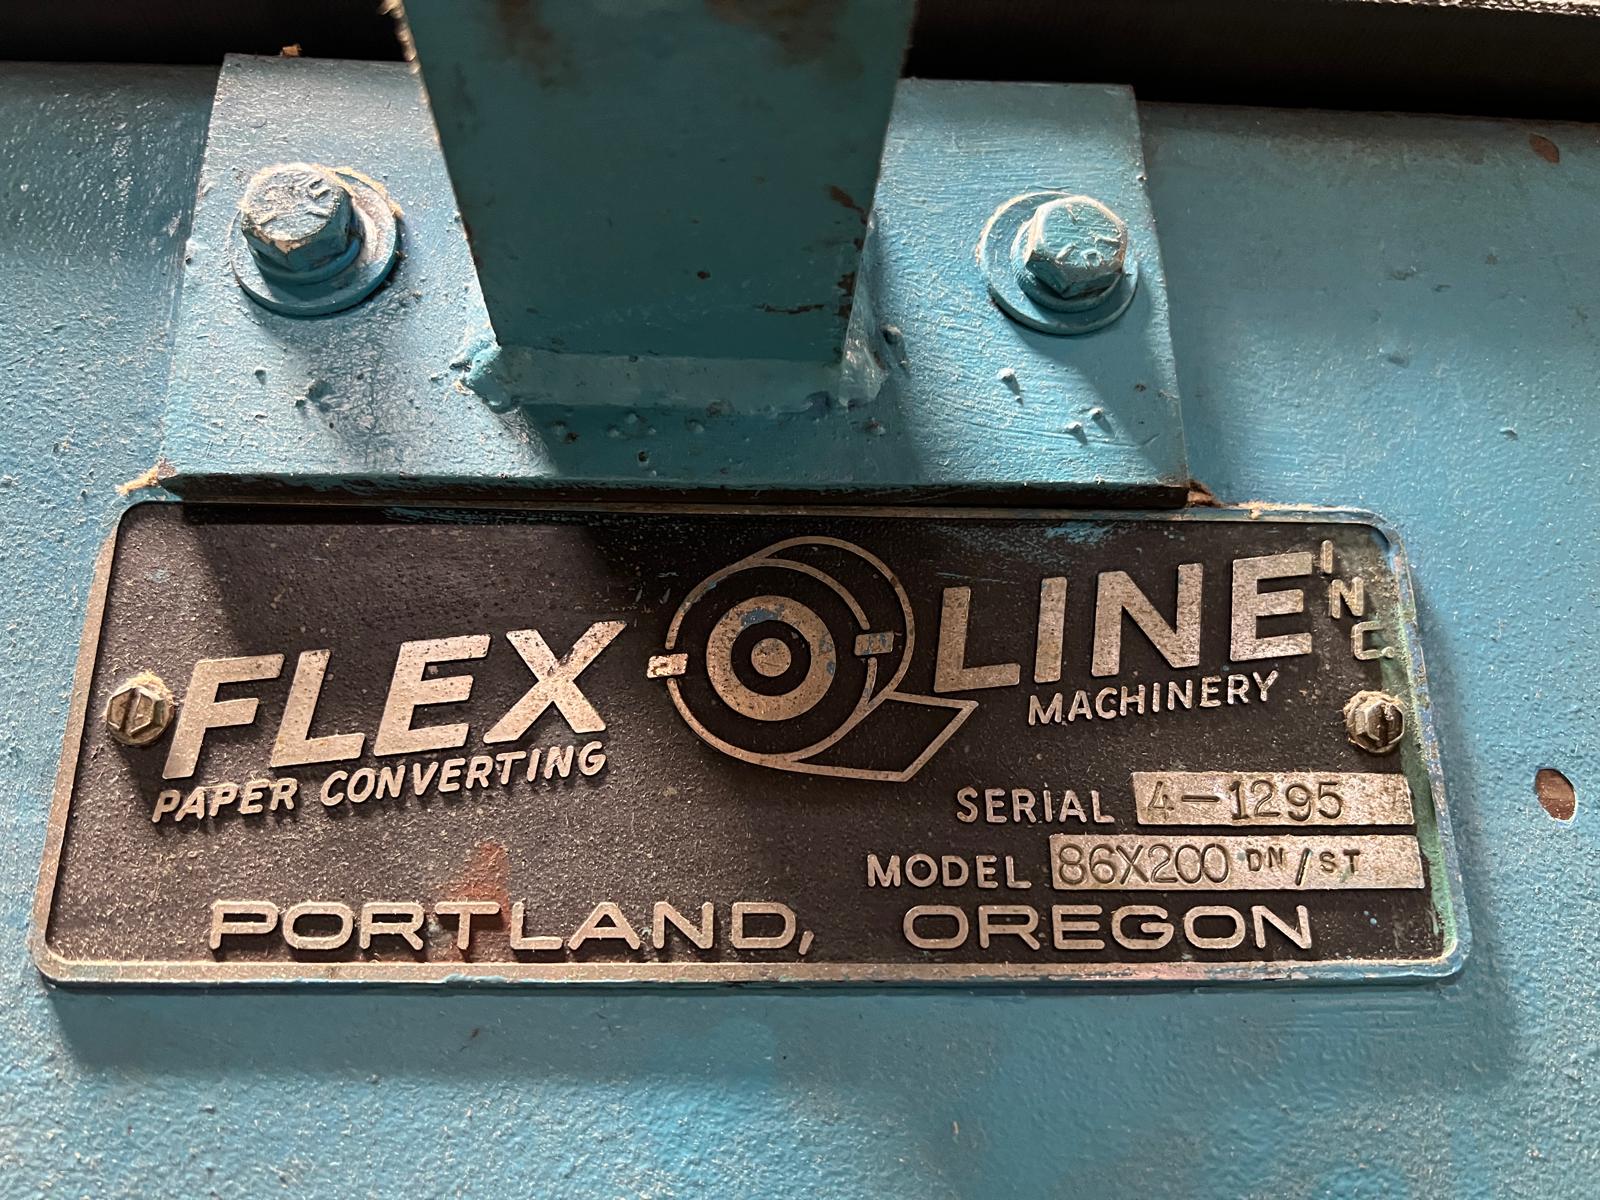 FLEX O LINE INC.
PAPER CONVERTING MACHINERY
SERIAL 4-1295
MODEL 86X200 DN/ST
PORTLAND, OREGON